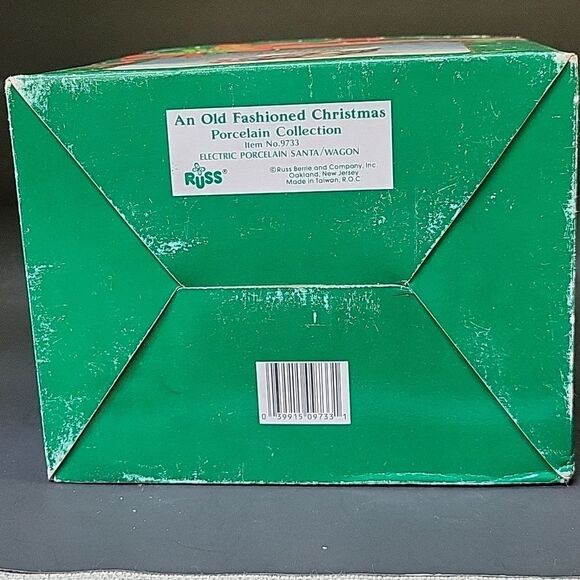 An Old Fashioned Christmas
Porcelain Collection
Item No.9733
ELECTRIC PORCELAIN SANTA/WAGON
RUSS®
©Russ Berrie and Company, Inc.
Oakland, New Jersey
Made in Taiwan, R.O.C
0 39915 09733 1